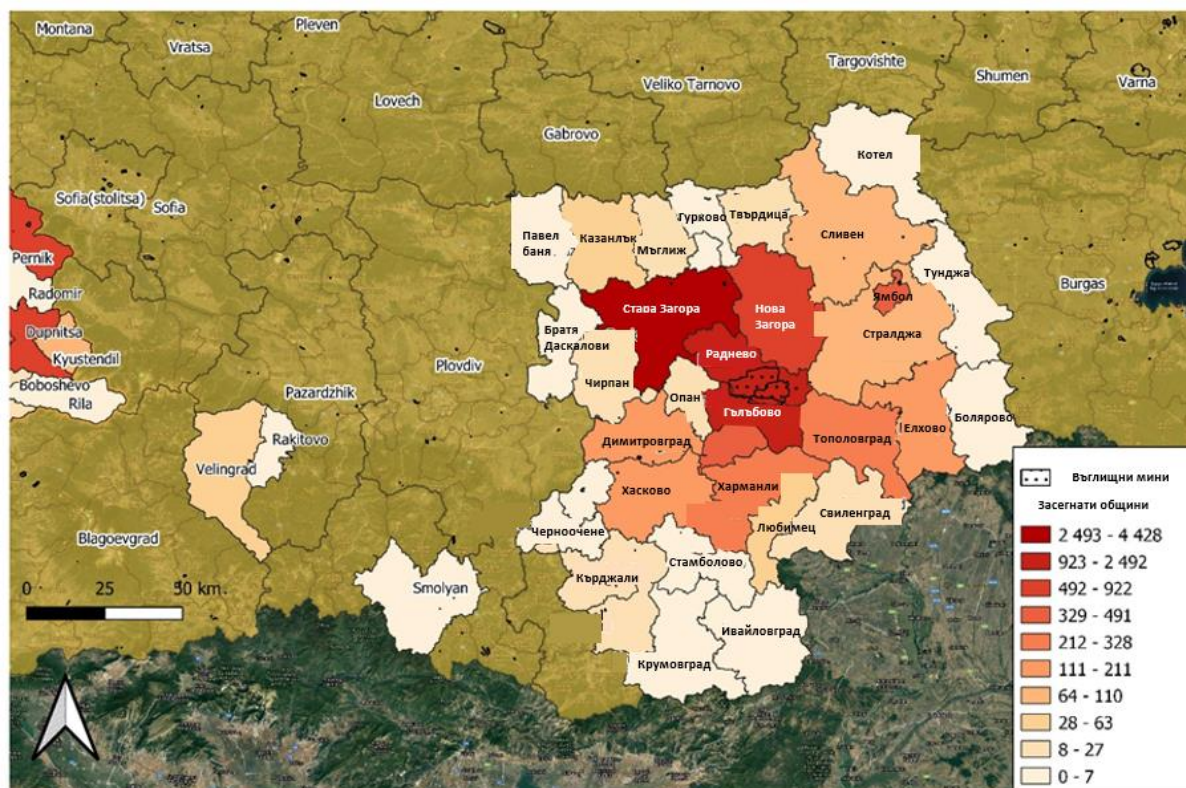 Montana
Vratsa
Pleven
Lovech
Gabrovo
Veliko Tarnovo
Targovishte
Shumen
Varna
Котел
Sofia(stolitsa)
Sofia
Павел
баня
Казанлък
Мъглиж
Гурково
Твърдица
Сливен
Тунджа
Burgas
Pernik
Radomir
Dupnitsa
Kyustendil
Boboshevo
Rila
Става Загора
Нова
Загора
Ямбол
Стралджа
Братя
Даскалови
Раднево
Plovdiv
Чирпан
Опан
Гълъбово
Pazardzhik
Rakitovo
Velingrad
Димитровград
Тополовград
Елхово
Болярово
Хасково
Харманли
Свиленград
Любимец
Blagoevgrad
Черноочене
Стамболово
Кърджали
Smolyan
Ивайловград
Крумовград
0 25 50 km
Въглищни мини
Засегнати общини
2 493 - 4 428
923 - 2 492
492 - 922
329 - 491
212 - 328
111 - 211
64 - 110
28 - 63
8 - 27
0 - 7